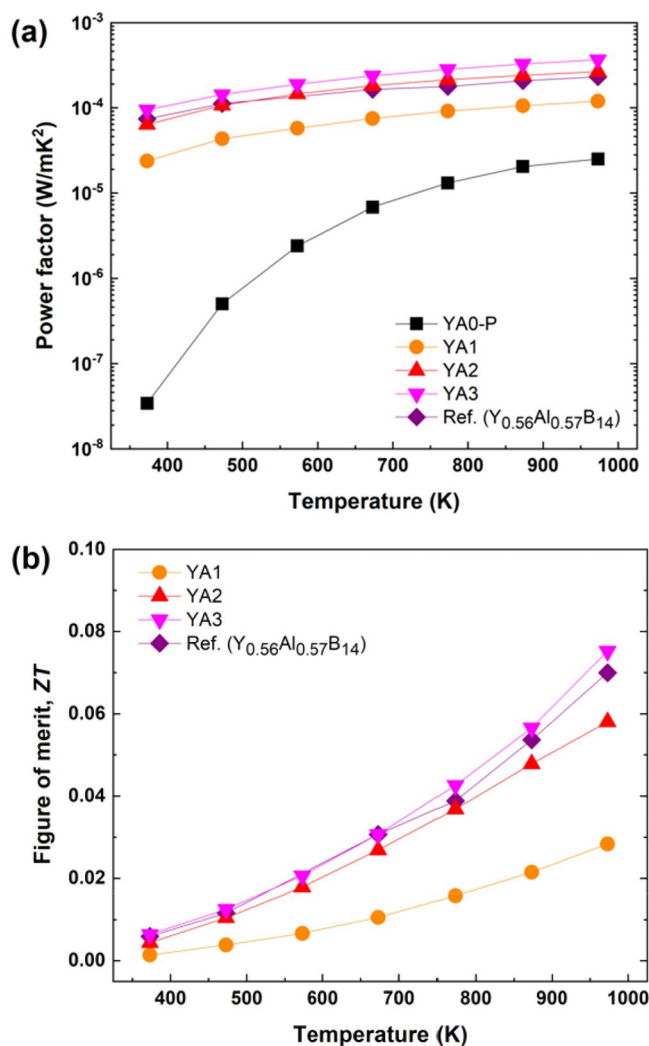 (a)
10⁻³
10⁻⁴
10⁻⁵
10⁻⁶
10⁻⁷
10⁻⁸
Power factor (W/mK²)
YA0-P
YA1
YA2
YA3
Ref. (Y₀.₅₆Al₀.₅₇B₁₄)
400 500 600 700 800 900 1000
Temperature (K)
(b)
0.10
0.08
0.06
0.04
0.02
0.00
Figure of merit, ZT
YA1
YA2
YA3
Ref. (Y₀.₅₆Al₀.₅₇B₁₄)
400 500 600 700 800 900 1000
Temperature (K)